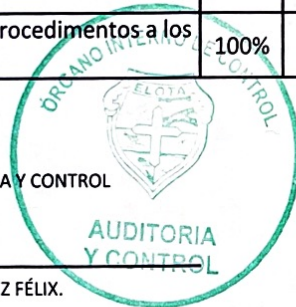 rocedimentos a los
100%
ÓRGANO INTERNO DE CONTROL
ELOTA
A Y CONTROL
AUDITORIA
Y CONTROL
Z FÉLIX.